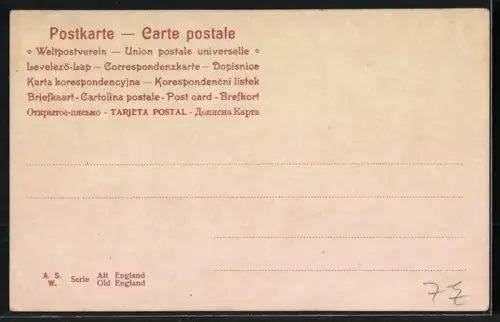 Postkarte — Carte postale
° Weltpostverein — Union postale universelle °
Levelező-Lap — Correspondenzkarte — Dopisnice
Karta korespondencyjna — Korespondenční listek
Briefkaart - Cartolina postale - Post card - Brefkort
Открытое-письмо - TARJETA POSTAL - Дописна Карта
A. S. W. Serie Alt England
Old England